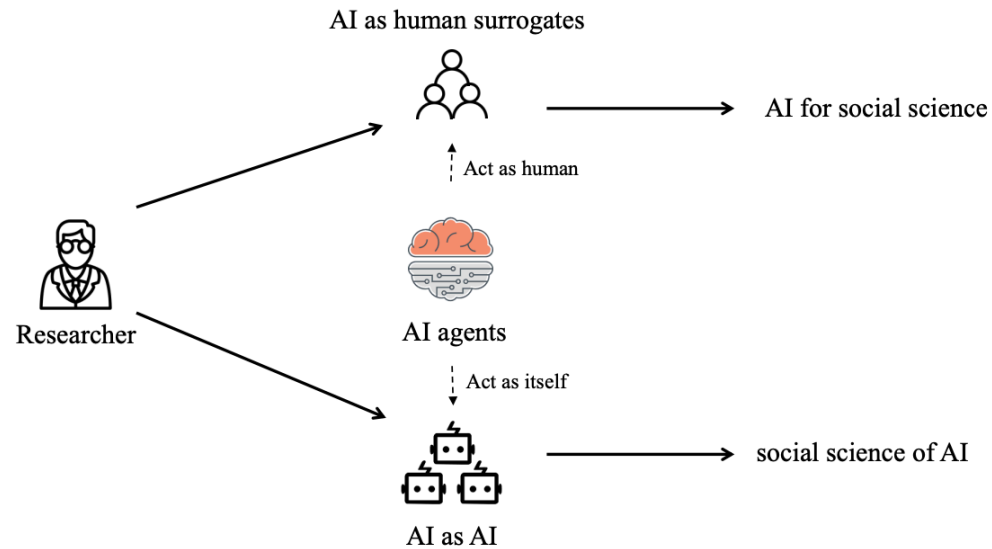 AI as human surrogates
AI for social science
Act as human
Researcher
AI agents
Act as itself
social science of AI
AI as AI